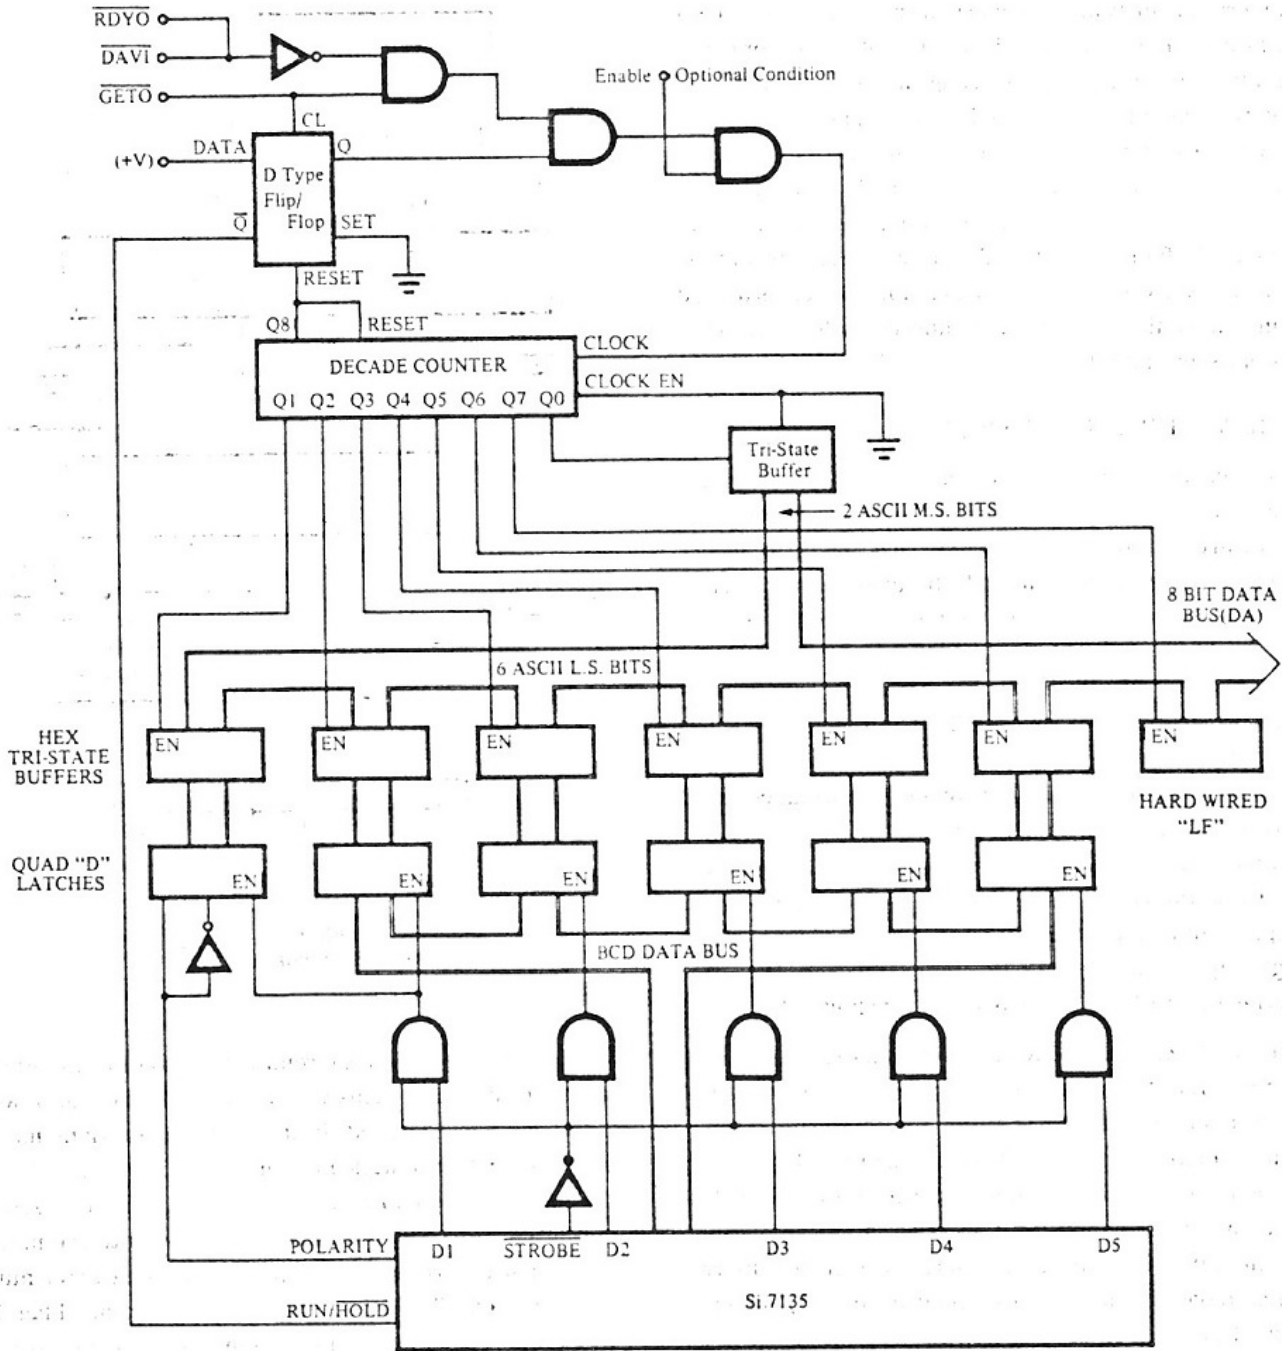 RDYO
DAVI
GETO
Enable
Optional Condition
CL
DATA
Q
(+V)
D Type
Flip/
Flop
Q
SET
RESET
Q8
RESET
CLOCK
DECADE COUNTER
CLOCK EN
Q1 Q2 Q3 Q4 Q5 Q6 Q7 Q0
Tri-State
Buffer
2 ASCII M.S. BITS
8 BIT DATA
BUS(DA)
6 ASCII L.S. BITS
HEX
TRI-STATE
BUFFERS
EN EN EN EN EN EN EN
HARD WIRED
"LF"
QUAD "D"
LATCHES
EN EN EN EN EN EN
BCD DATA BUS
POLARITY
D1 STROBE D2 D3 D4 D5
RUN/HOLD
Si 7135